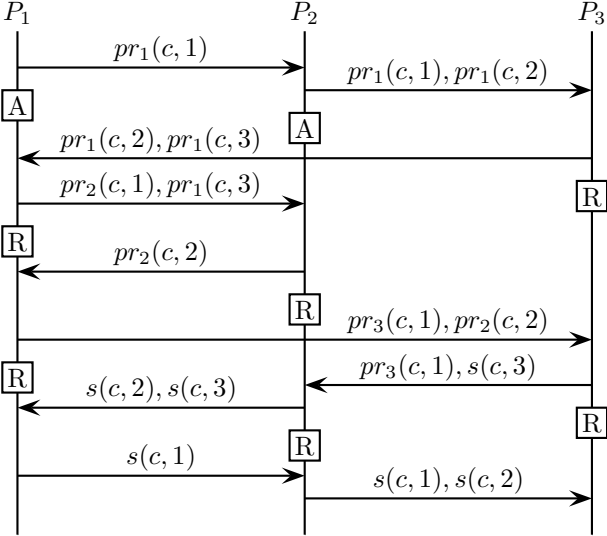 P₁ P₂ P₃
pr₁(c, 1)
pr₁(c, 1), pr₁(c, 2)
A
A
pr₁(c, 2), pr₁(c, 3)
pr₂(c, 1), pr₁(c, 3)
R
R
pr₂(c, 2)
R
pr₃(c, 1), pr₂(c, 2)
pr₃(c, 1), s(c, 3)
R
s(c, 2), s(c, 3)
R
R
s(c, 1)
s(c, 1), s(c, 2)